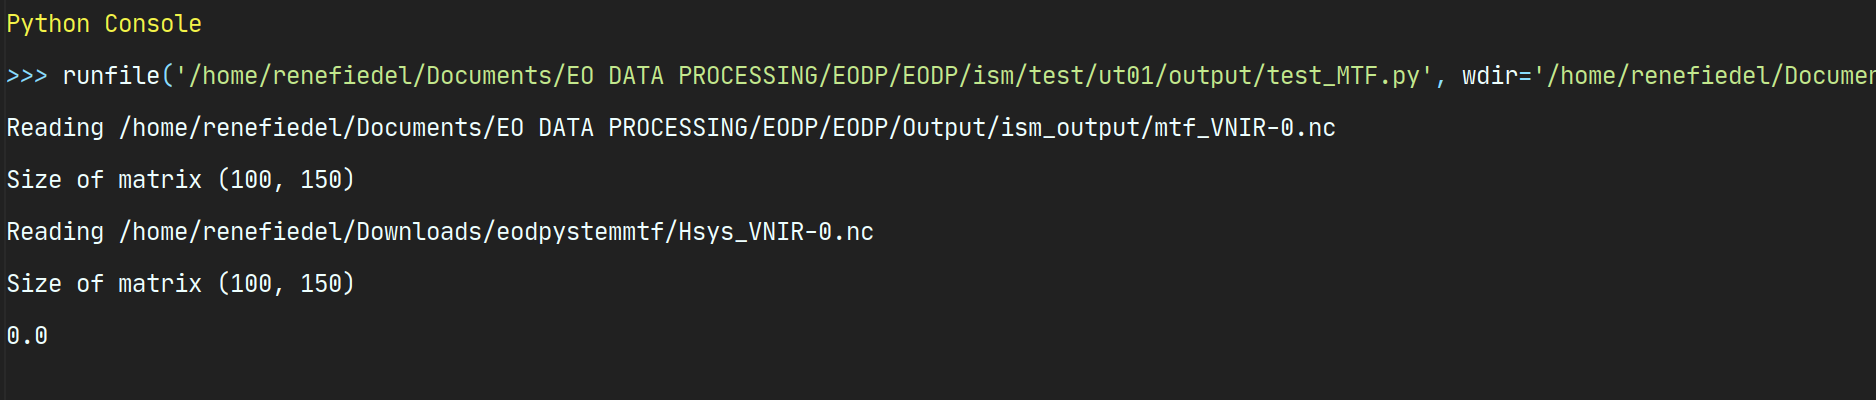 Python Console
>>> runfile('/home/renefiedel/Documents/EO DATA PROCESSING/EODP/EODP/ism/test/ut01/output/test_MTF.py', wdir='/home/renefiedel/Documen
Reading /home/renefiedel/Documents/EO DATA PROCESSING/EODP/EODP/Output/ism_output/mtf_VNIR-0.nc
Size of matrix (100, 150)
Reading /home/renefiedel/Downloads/eodpystemmtf/Hsys_VNIR-0.nc
Size of matrix (100, 150)
0.0